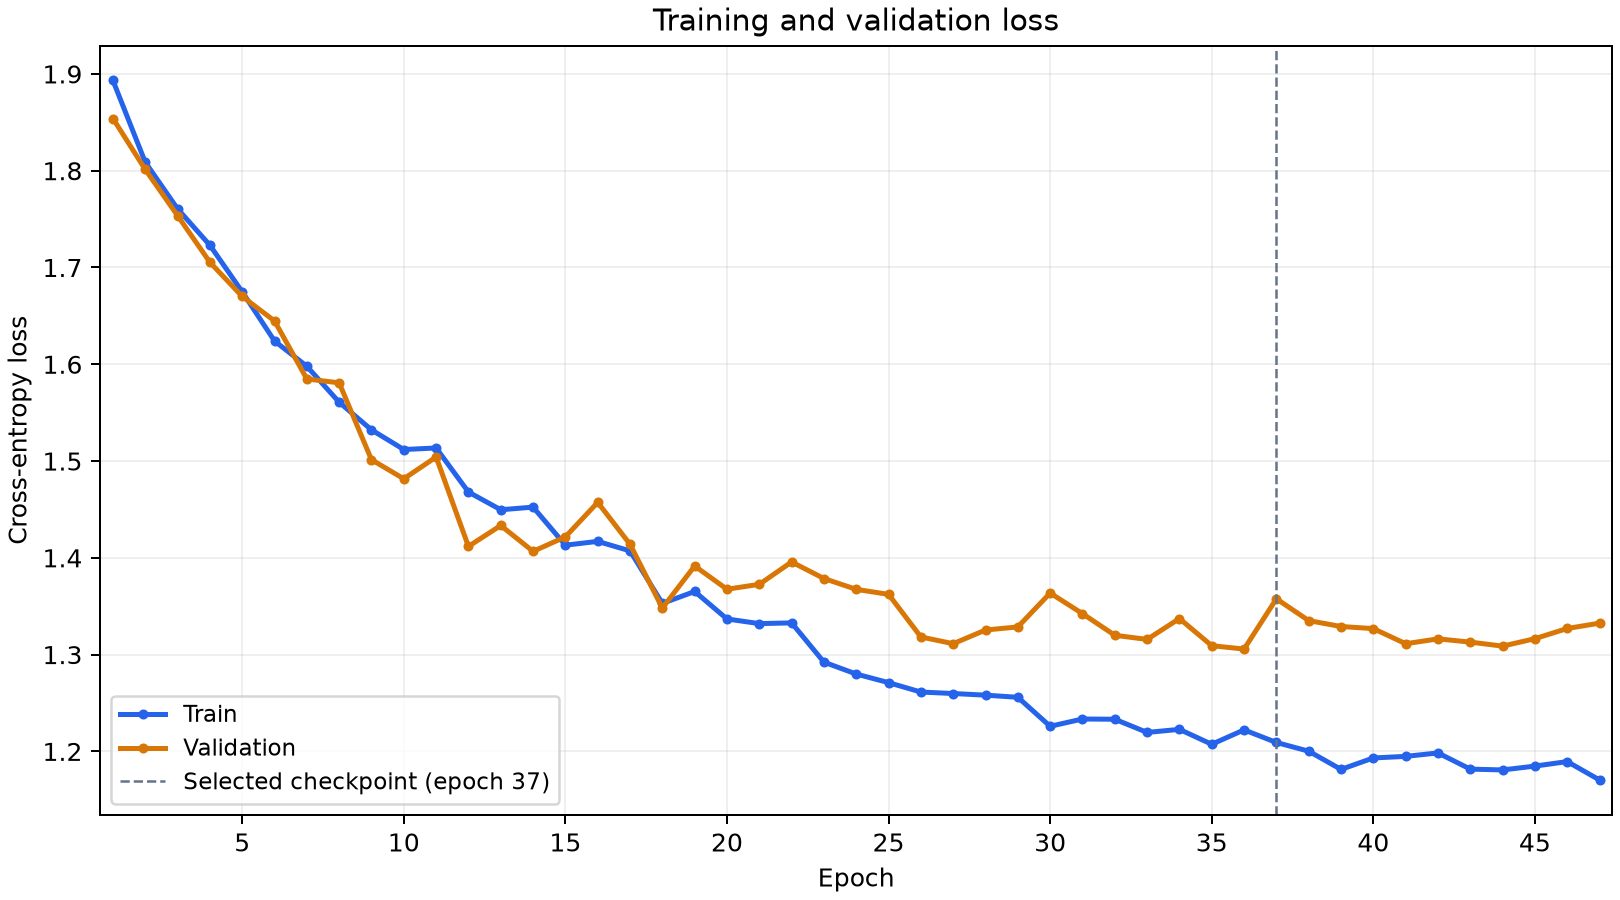 Training and validation loss
Cross-entropy loss
1.9
1.8
1.7
1.6
1.5
1.4
1.3
1.2
Train
Validation
Selected checkpoint (epoch 37)
5 10 15 20 25 30 35 40 45
Epoch